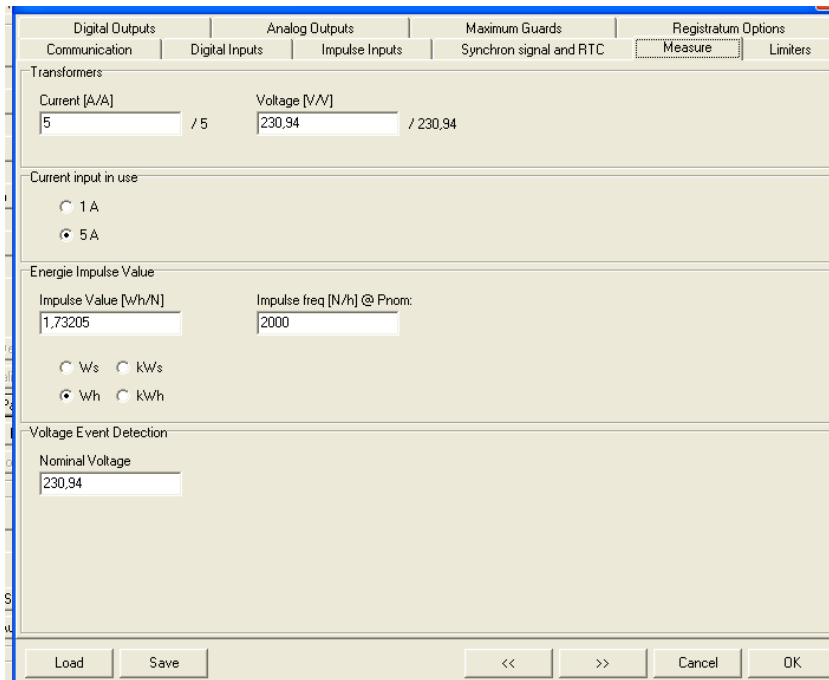 Digital Outputs Analog Outputs Maximum Guards Registratum Options
Communication Digital Inputs Impulse Inputs Synchron signal and RTC Measure Limiters
Transformers
Current [A/A] Voltage [V/V]
5 / 5 230,94 / 230,94
Current input in use
1 A
5 A
Energie Impulse Value
Impulse Value [Wh/N] Impulse freq [N/h] @ Pnom:
1,73205 2000
Ws kWs
Wh kWh
Voltage Event Detection
Nominal Voltage
230,94
Load Save << >> Cancel OK